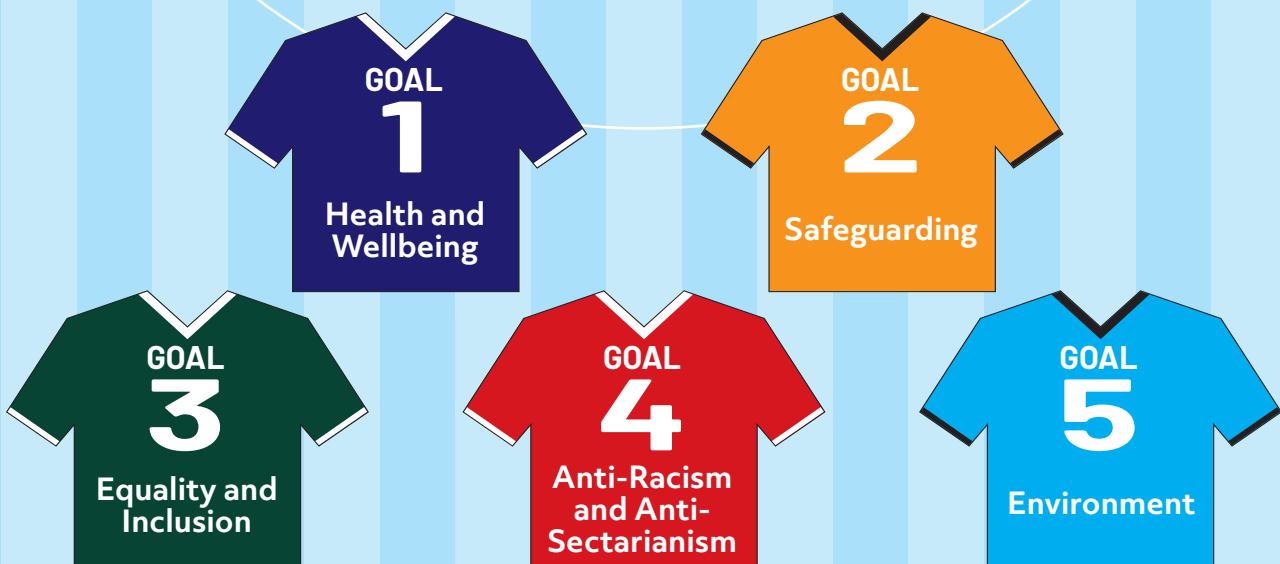 GOAL
1
Health and
Wellbeing
GOAL
2
Safeguarding
GOAL
3
Equality and
Inclusion
GOAL
4
Anti-Racism
and Anti-
Sectarianism
GOAL
5
Environment